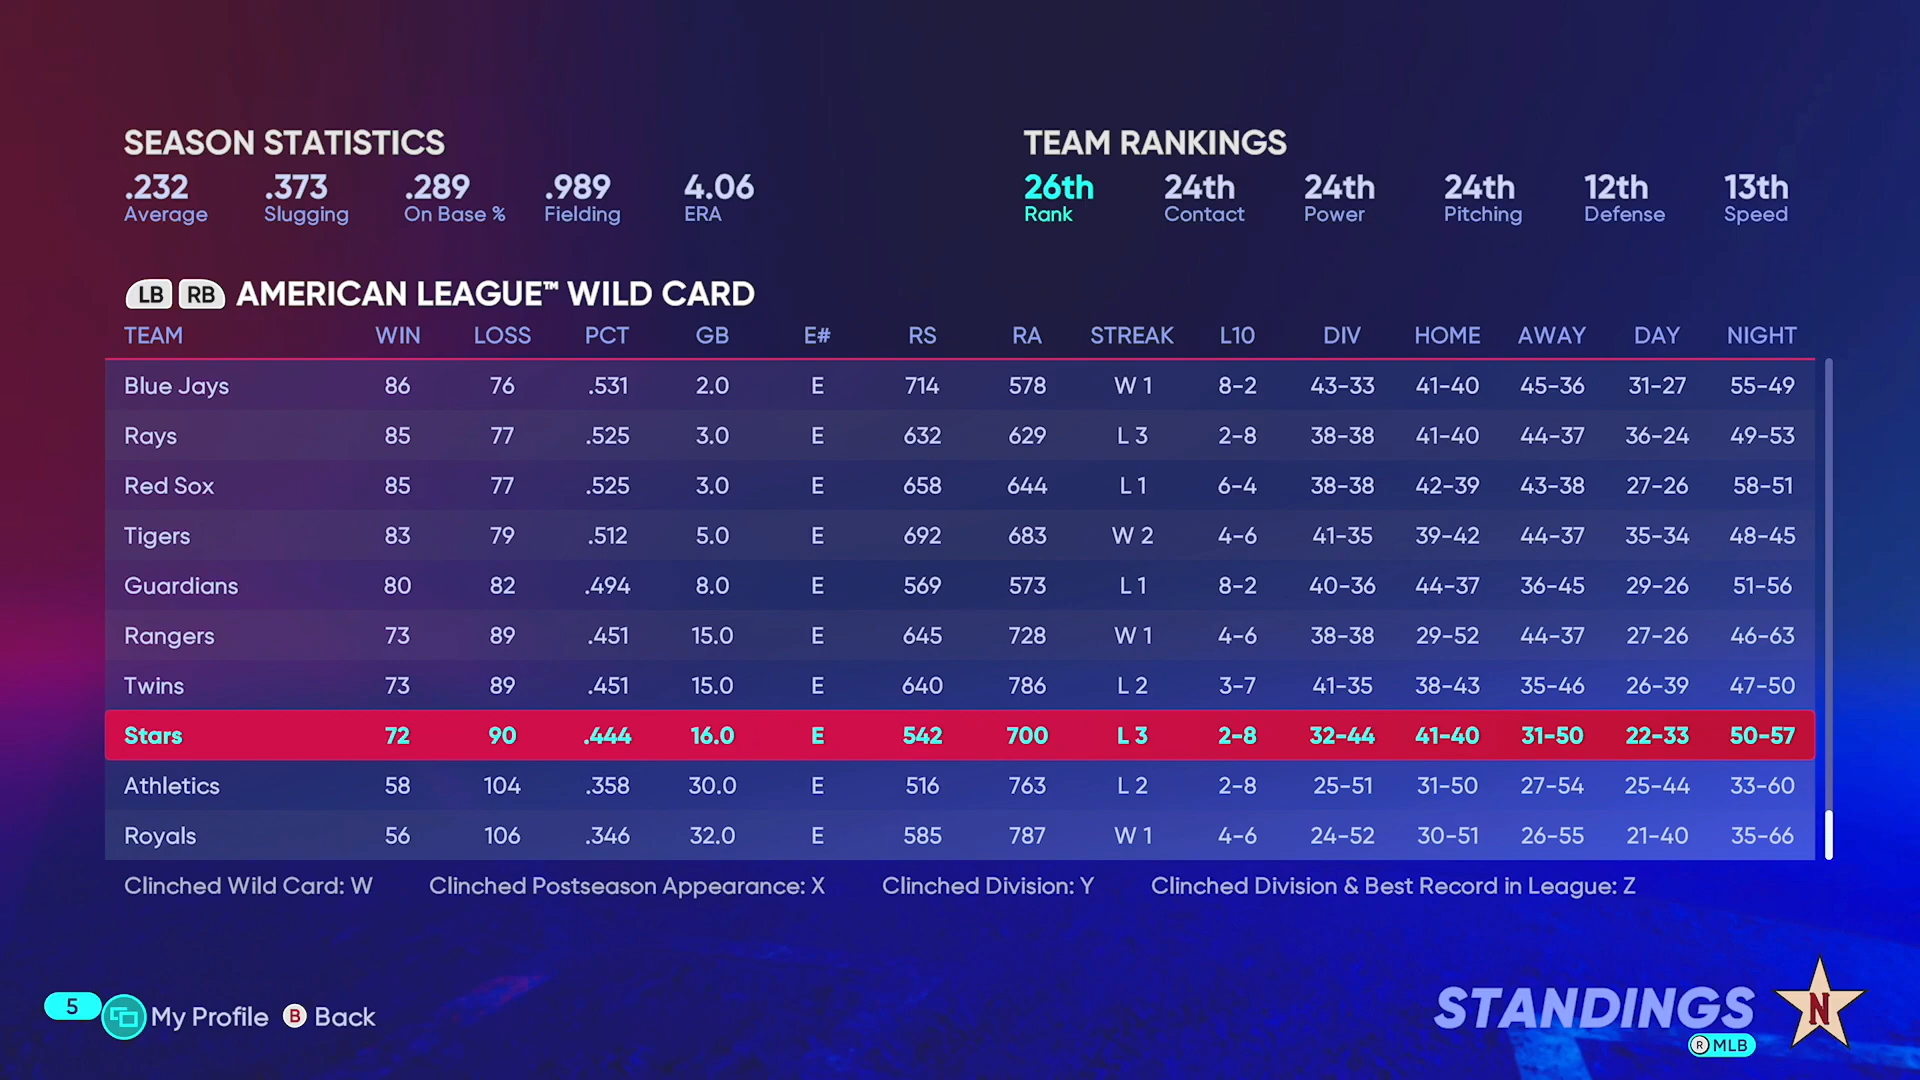 SEASON STATISTICS
.232 .373 .289 .989 4.06
Average Slugging On Base % Fielding ERA
TEAM RANKINGS
26th 24th 24th 24th 12th 13th
Rank Contact Power Pitching Defense Speed
LB RB AMERICAN LEAGUE™ WILD CARD
TEAM WIN LOSS PCT GB E# RS RA STREAK L10 DIV HOME AWAY DAY NIGHT
Blue Jays 86 76 .531 2.0 E 714 578 W 1 8-2 43-33 41-40 45-36 31-27 55-49
Rays 85 77 .525 3.0 E 632 629 L 3 2-8 38-38 41-40 44-37 36-24 49-53
Red Sox 85 77 .525 3.0 E 658 644 L 1 6-4 38-38 42-39 43-38 27-26 58-51
Tigers 83 79 .512 5.0 E 692 683 W 2 4-6 41-35 39-42 44-37 35-34 48-45
Guardians 80 82 .494 8.0 E 569 573 L 1 8-2 40-36 44-37 36-45 29-26 51-56
Rangers 73 89 .451 15.0 E 645 728 W 1 4-6 38-38 29-52 44-37 27-26 46-63
Twins 73 89 .451 15.0 E 640 786 L 2 3-7 41-35 38-43 35-46 26-39 47-50
Stars 72 90 .444 16.0 E 542 700 L 3 2-8 32-44 41-40 31-50 22-33 50-57
Athletics 58 104 .358 30.0 E 516 763 L 2 2-8 25-51 31-50 27-54 25-44 33-60
Royals 56 106 .346 32.0 E 585 787 W 1 4-6 24-52 30-51 26-55 21-40 35-66
Clinched Wild Card: W Clinched Postseason Appearance: X Clinched Division: Y Clinched Division & Best Record in League: Z
5 My Profile B Back
STANDINGS N
R MLB